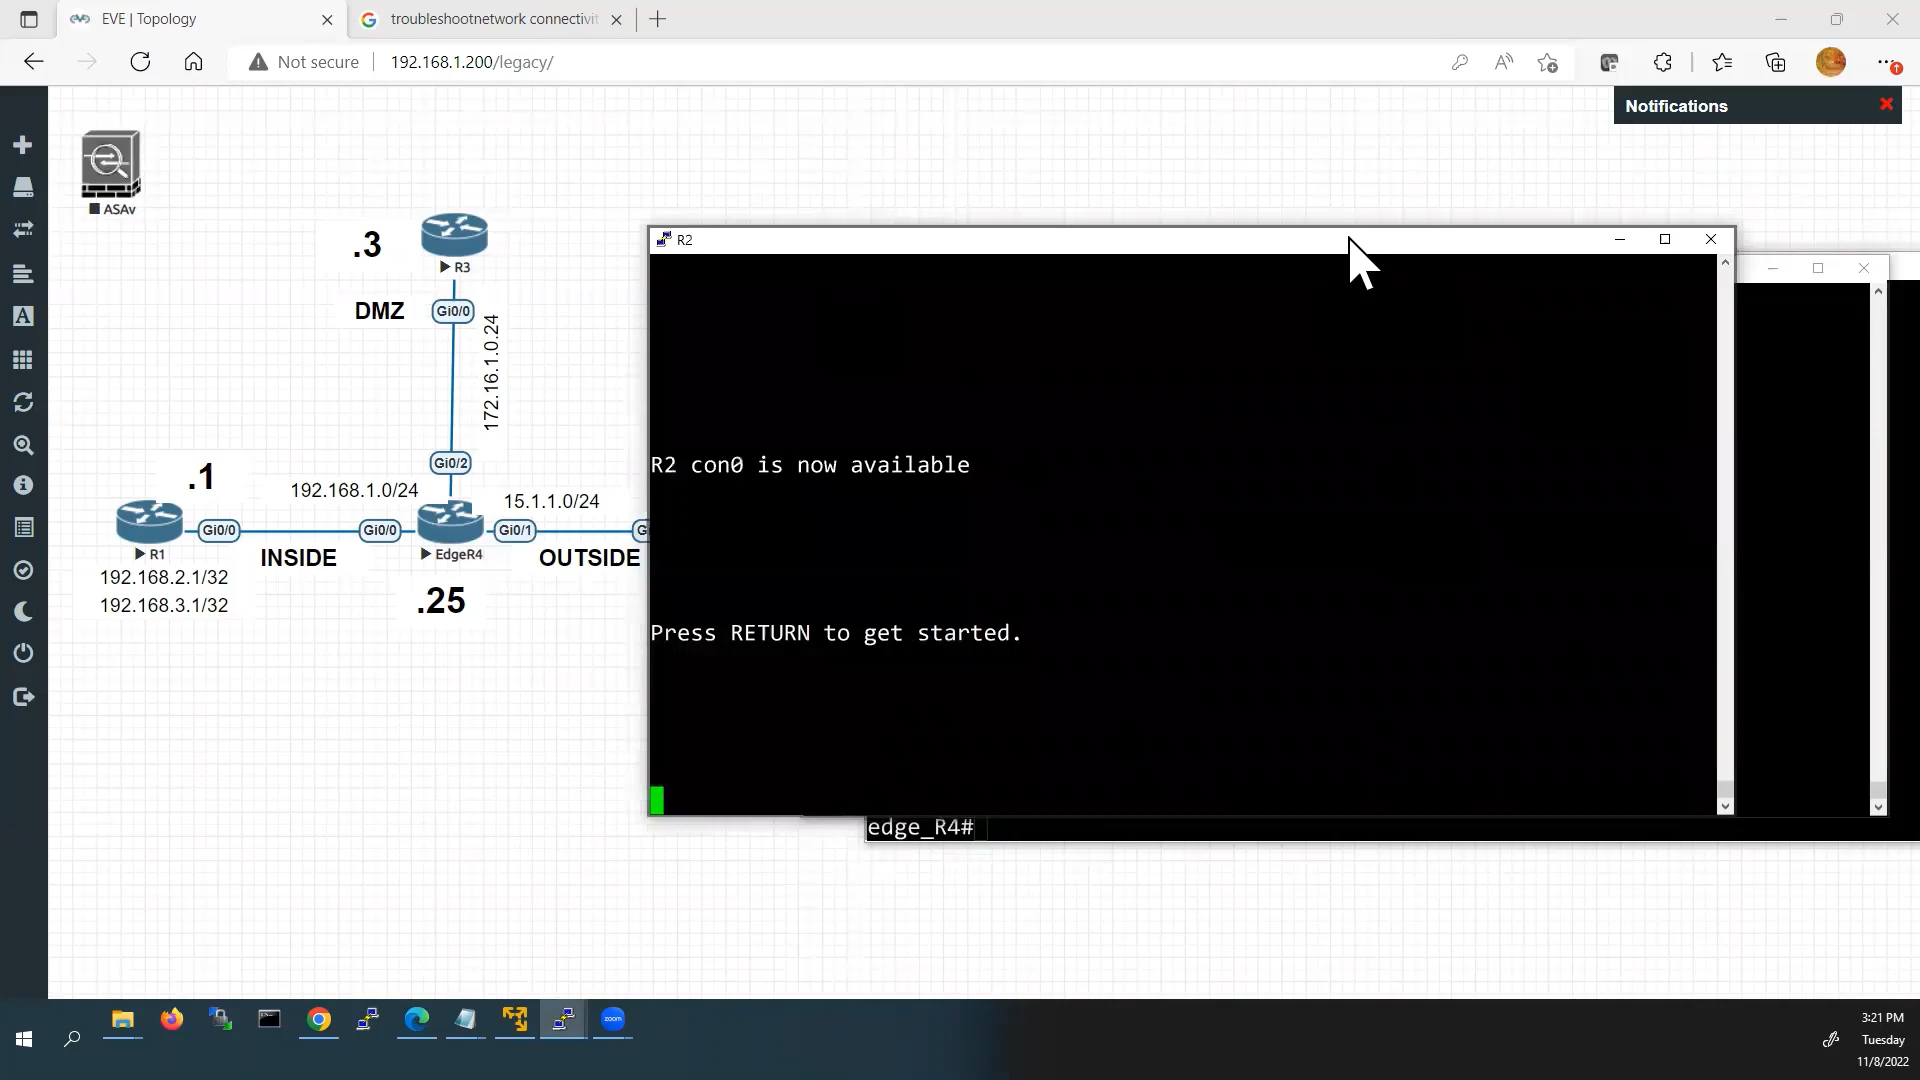 EVE | Topology
troubleshootnetwork connectivit
Not secure
192.168.1.200/legacy/
Notifications
ASAv
.3
R3
DMZ
Gi0/0
172.16.1.0.24
Gi0/2
.1
192.168.1.0/24
15.1.1.0/24
Gi0/0
Gi0/0
Gi0/1
G
R1
INSIDE
EdgeR4
OUTSIDE
192.168.2.1/32
192.168.3.1/32
.25
R2
R2 con0 is now available
Press RETURN to get started.
edge_R4#
zoom
3:21 PM
Tuesday
11/8/2022